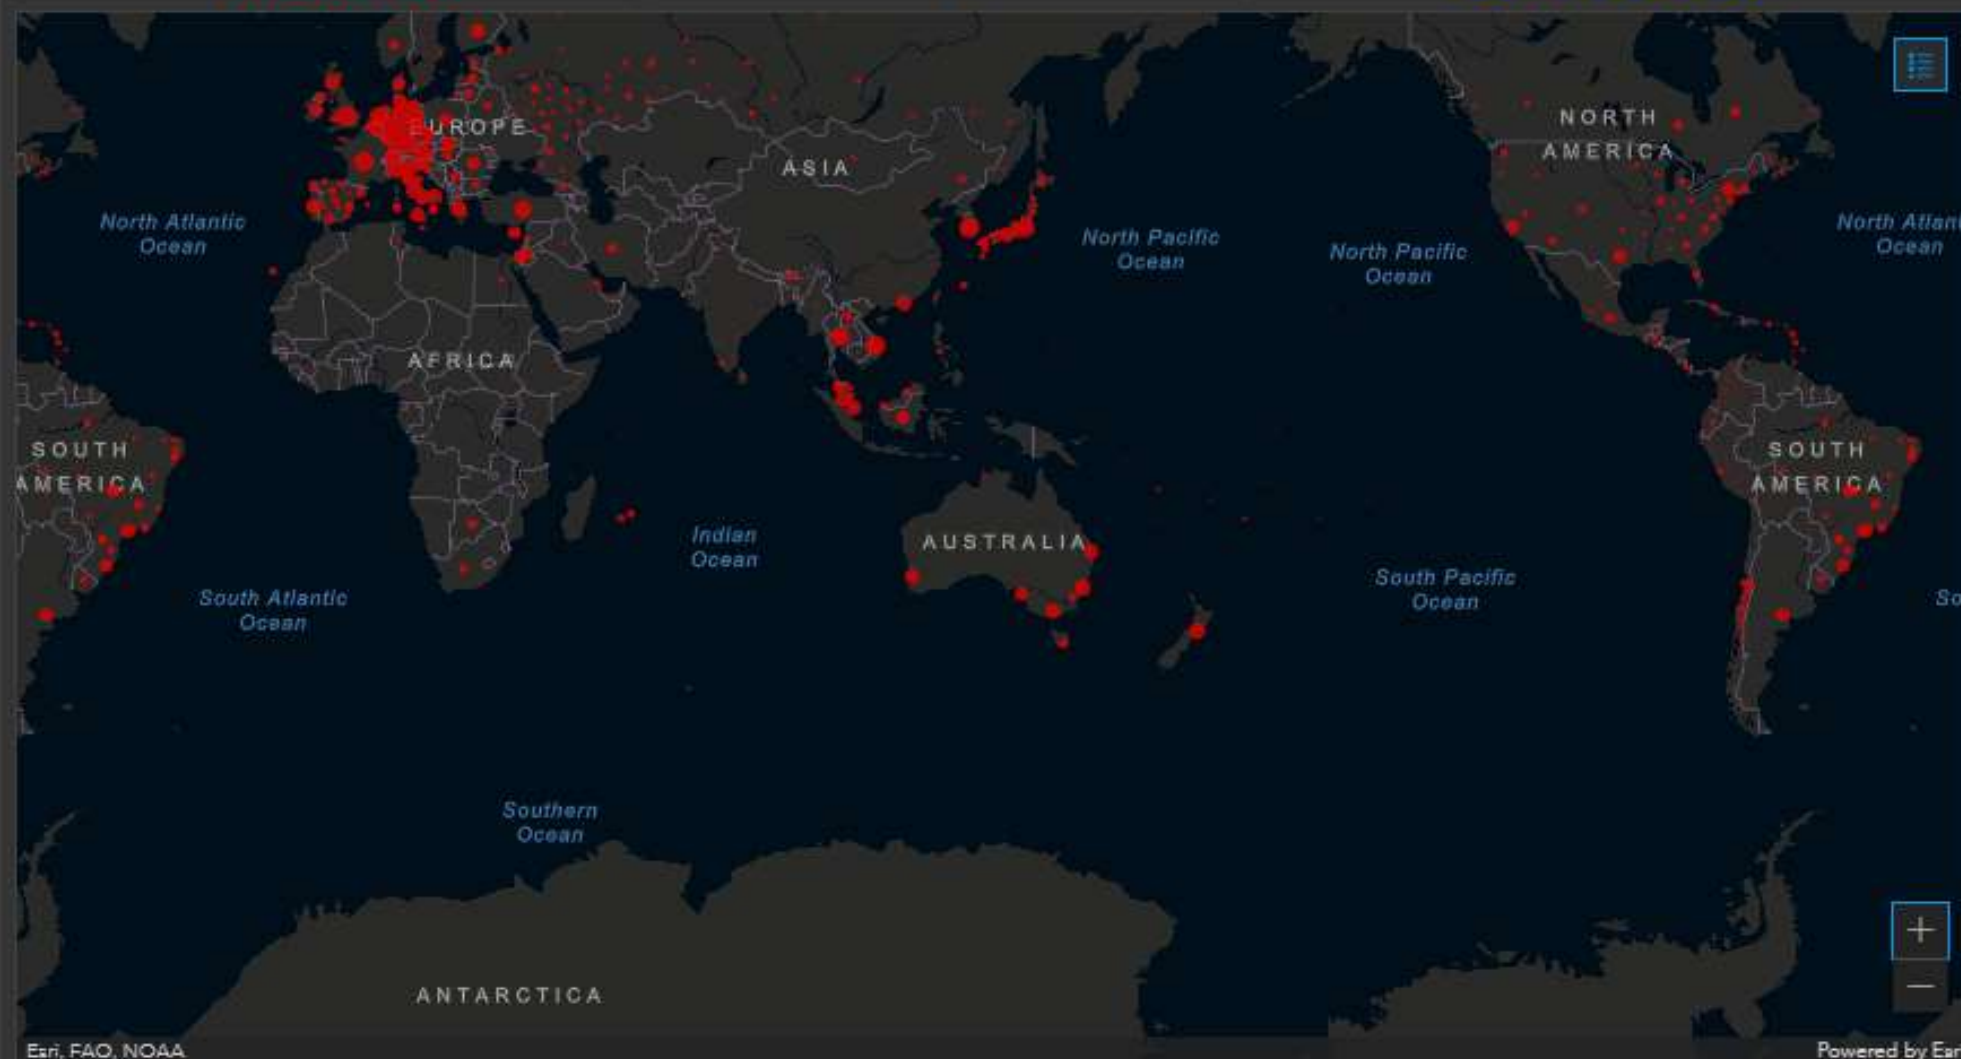 EUROPE
NORTH
AMERICA
ASIA
North Atlantic
Ocean
North Pacific
Ocean
North Pacific
Ocean
North Atlan
Ocean
AFRICA
SOUTH
AMERICA
SOUTH
AMERICA
Indian
Ocean
AUSTRALIA
South Atlantic
Ocean
South Pacific
Ocean
So
Southern
Ocean
ANTARCTICA
Esri, FAO, NOAA
Powered by Esri